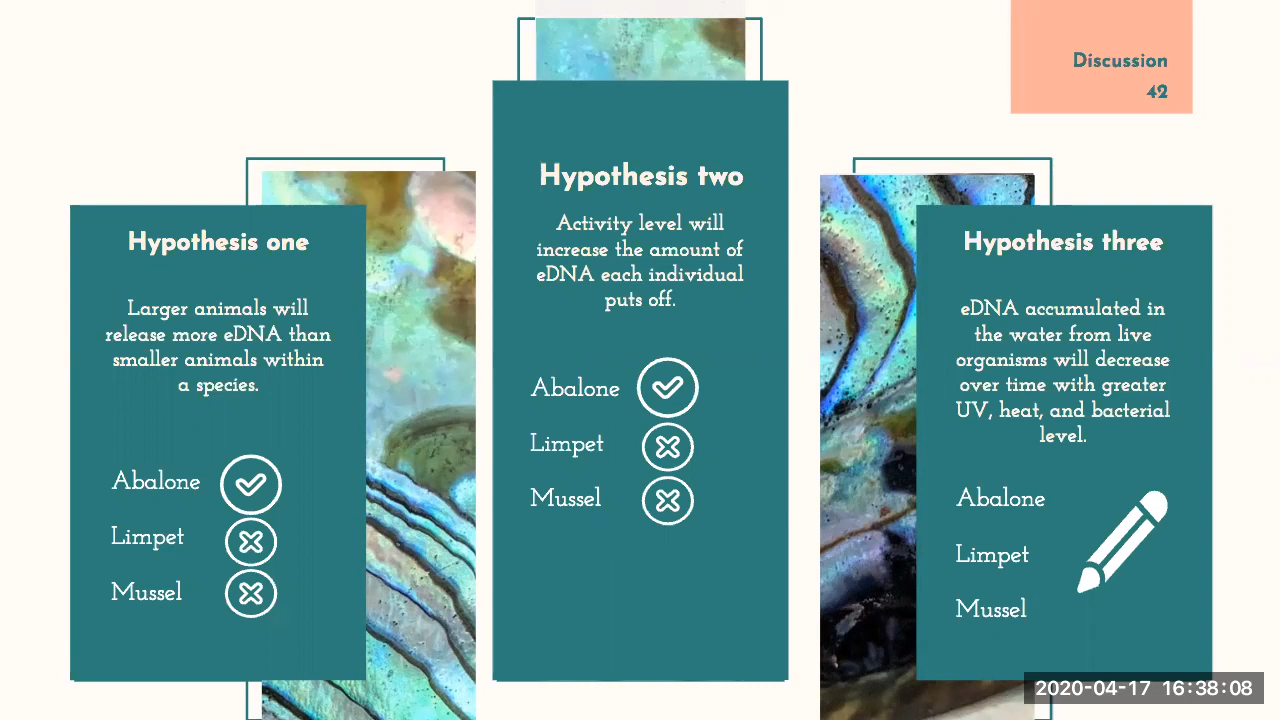 Discussion
42
Hypothesis one
Larger animals will
release more eDNA than
smaller animals within
a species.
Abalone
Limpet
Mussel
Hypothesis two
Activity level will
increase the amount of
eDNA each individual
puts off.
Abalone
Limpet
Mussel
Hypothesis three
eDNA accumulated in
the water from live
organisms will decrease
over time with greater
UV, heat, and bacterial
level.
Abalone
Limpet
Mussel
2020-04-17 16:38:08